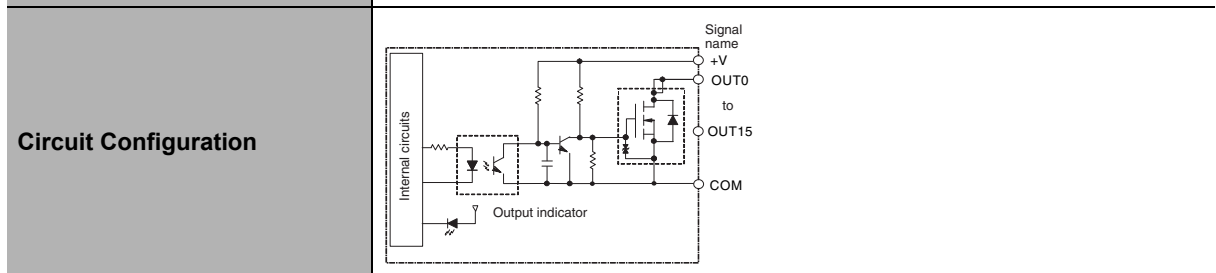 Circuit Configuration
Internal circuits
Output indicator
Signal
name
+V
OUT0
to
OUT15
COM